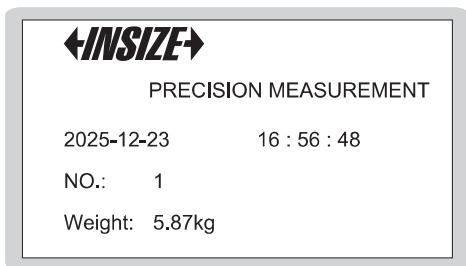 INSIZE
PRECISION MEASUREMENT
2025-12-23 16 : 56 : 48
NO.: 1
Weight: 5.87kg